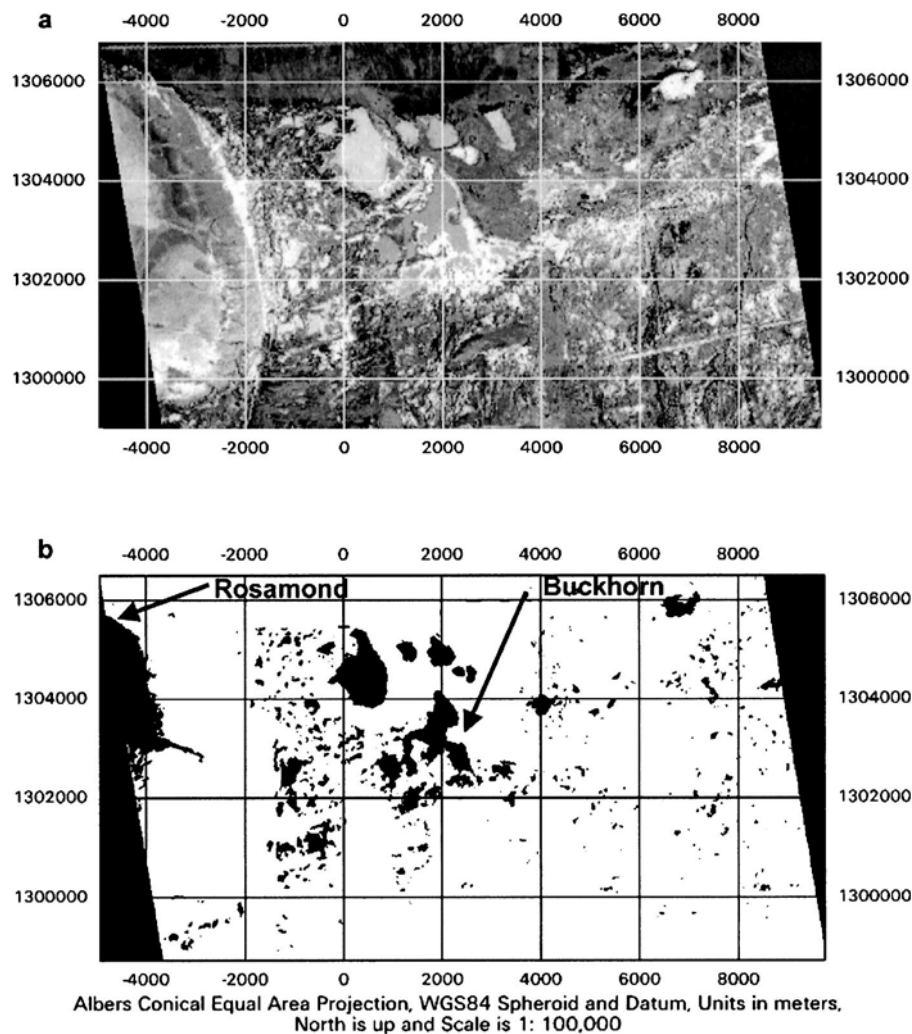 a
-4000 -2000 0 2000 4000 6000 8000
1306000 1306000
1304000 1304000
1302000 1302000
1300000 1300000
-4000 -2000 0 2000 4000 6000 8000
b
-4000 -2000 0 2000 4000 6000 8000
Rosamond Buckhorn
1306000 1306000
1304000 1304000
1302000 1302000
1300000 1300000
-4000 -2000 0 2000 4000 6000 8000
Albers Conical Equal Area Projection, WGS84 Spheroid and Datum, Units in meters,
North is up and Scale is 1: 100,000